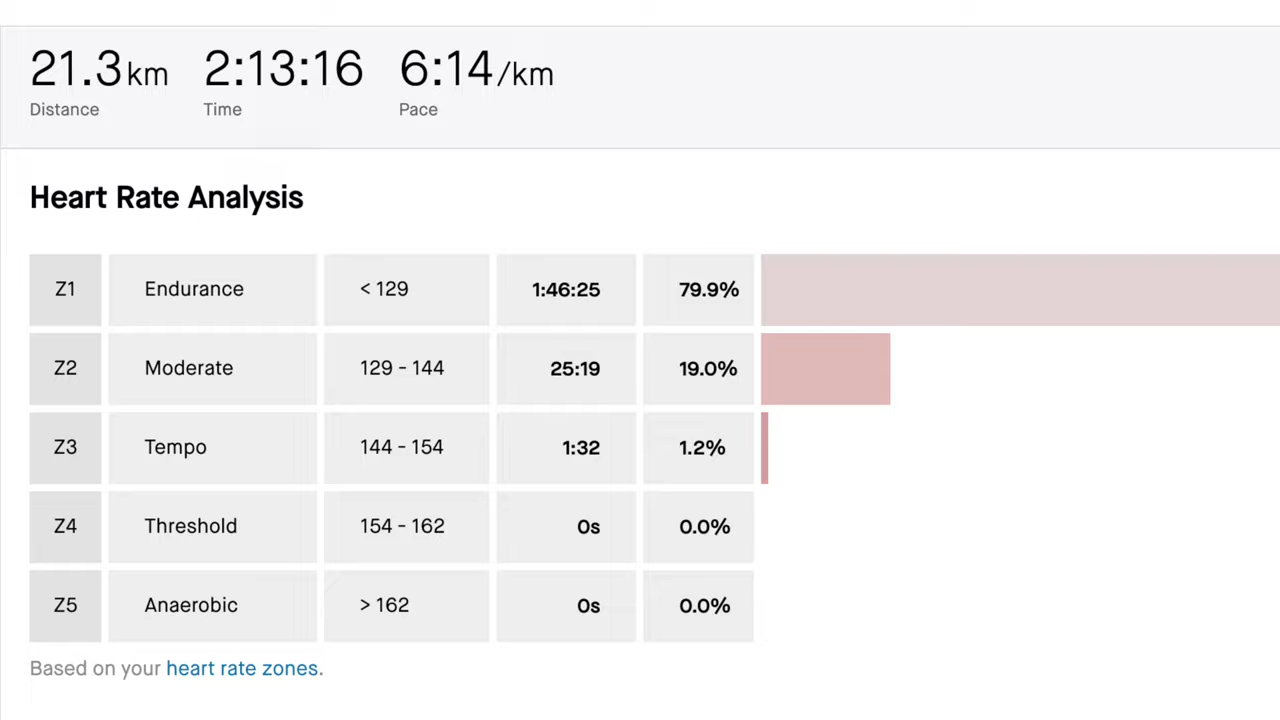 21.3 km 2:13:16 6:14 /km
Distance Time Pace
Heart Rate Analysis
Z1 Endurance < 129 1:46:25 79.9%
Z2 Moderate 129 - 144 25:19 19.0%
Z3 Tempo 144 - 154 1:32 1.2%
Z4 Threshold 154 - 162 0s 0.0%
Z5 Anaerobic > 162 0s 0.0%
Based on your heart rate zones.